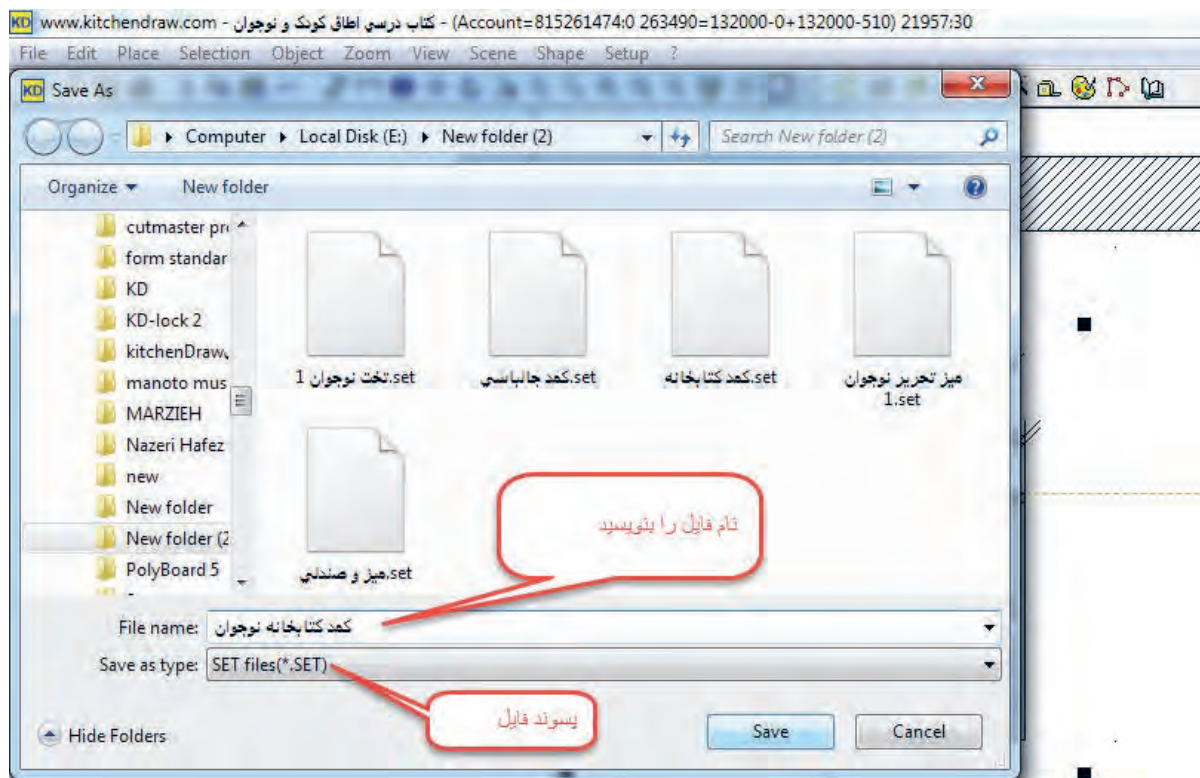 KD www.kitchendraw.com - کتاب درسی اطاق کودک و نوجوان - (Account=815261474:0 263490=132000-0+132000-510) 21957:30
File Edit Place Selection Object Zoom View Scene Shape Setup ?
KD Save As
Computer Local Disk (E:) New folder (2) Search New folder (2)
Organize New folder
cutmaster pr
form standar
KD
KD-lock 2
kitchenDraw
manoto mus
MARZIEH
Nazeri Hafez
new
New folder
New folder (2
PolyBoard 5
تخت نوجوان 1.set
کمد جالباسی.set
کمد کتابخانه.set
میز تحریر نوجوان
1.set
میز و صندلی.set
نام فایل را بنویسید
File name: کمد کتابخانه نوجوان
Save as type: SET files(*.SET)
پسوند فایل
Hide Folders Save Cancel